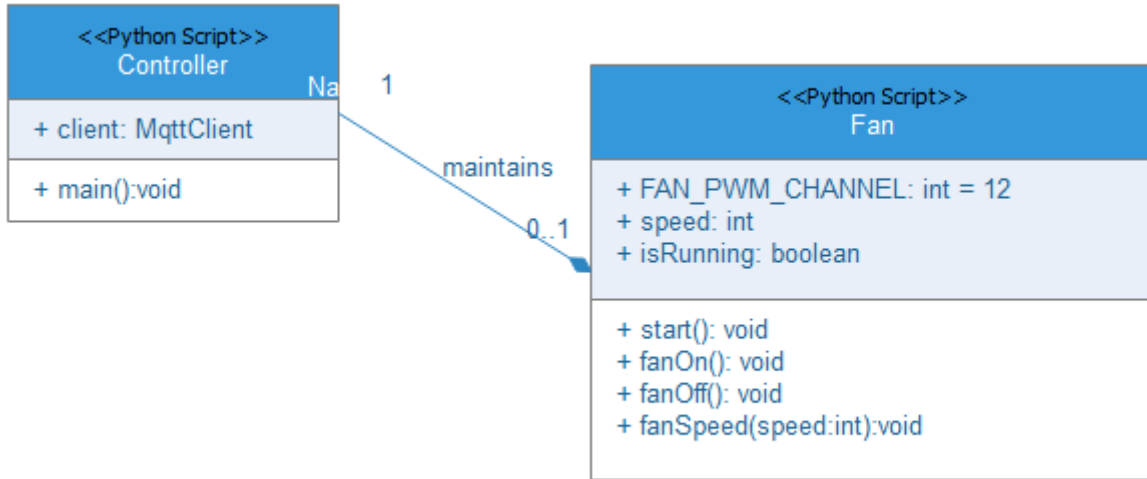 <<Python Script>>
Controller
Na
1
+ client: MqttClient
+ main():void
maintains
0..1
<<Python Script>>
Fan
+ FAN_PWM_CHANNEL: int = 12
+ speed: int
+ isRunning: boolean
+ start(): void
+ fanOn(): void
+ fanOff(): void
+ fanSpeed(speed:int):void